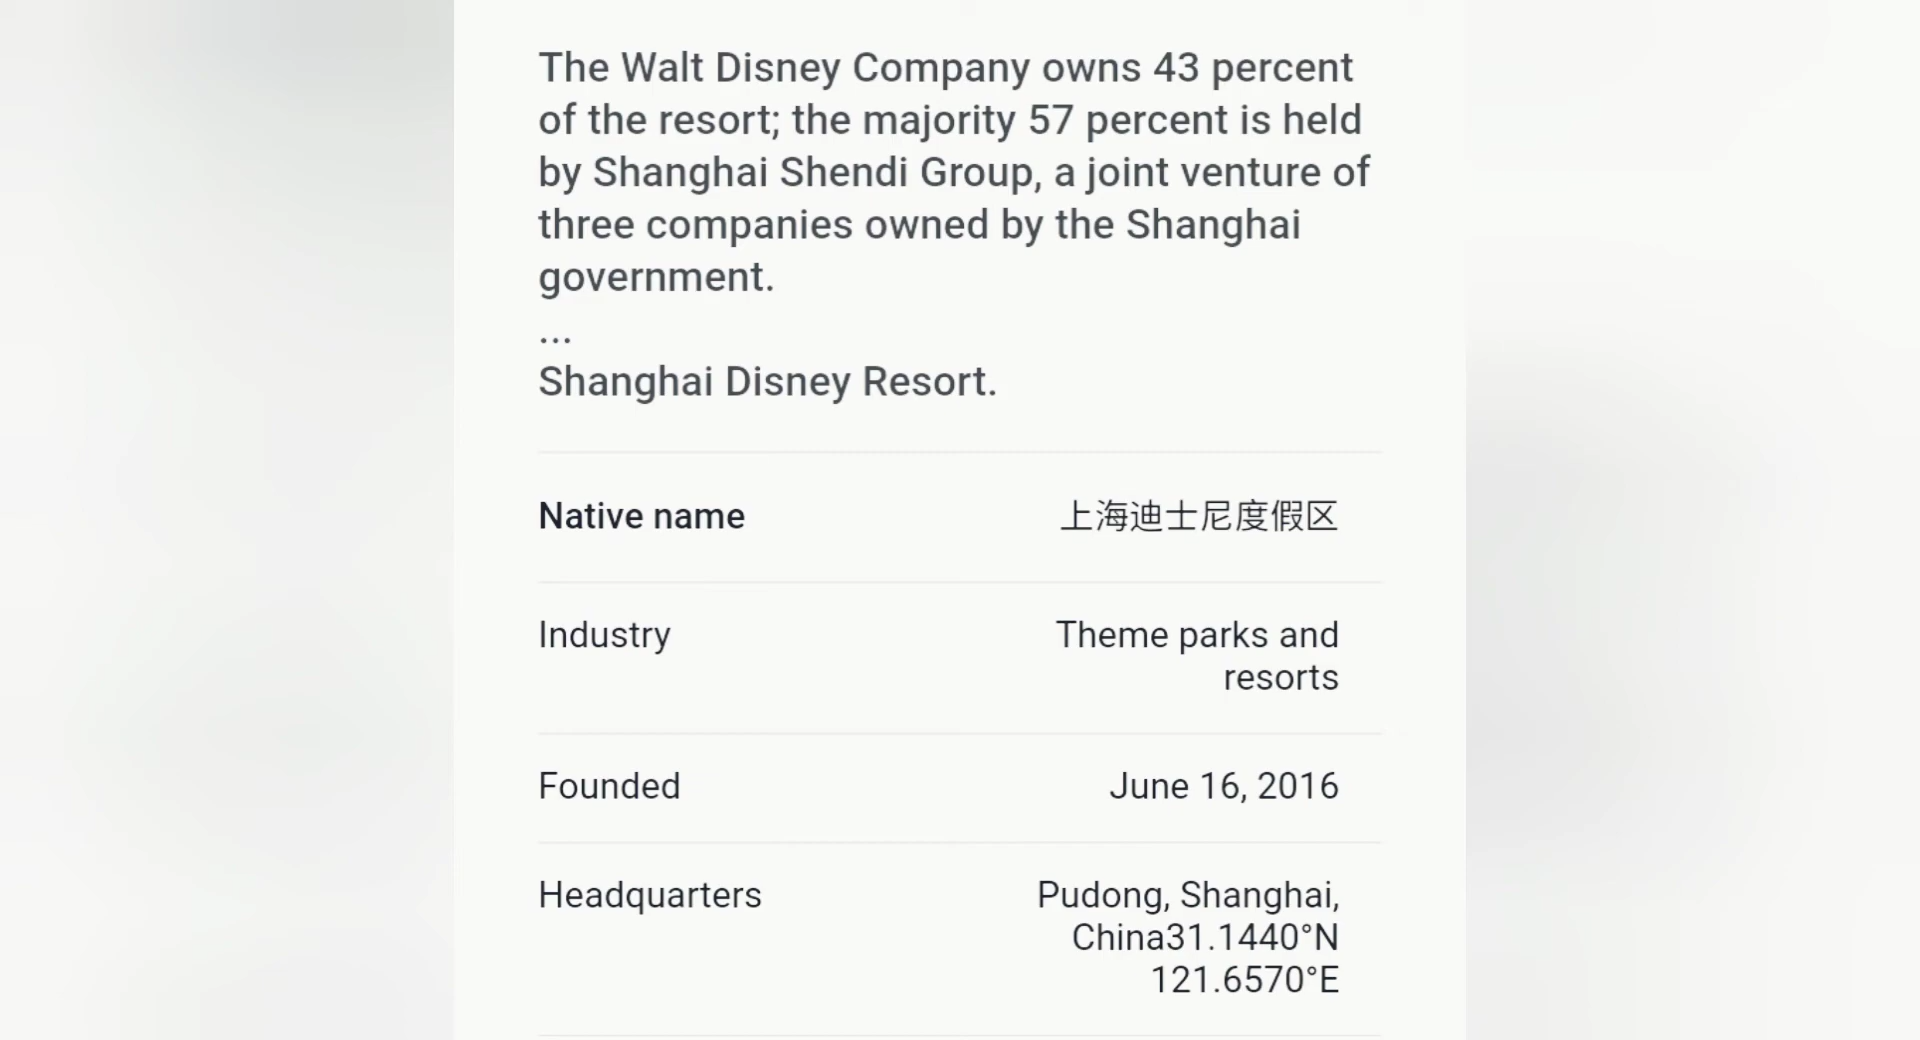 The Walt Disney Company owns 43 percent
of the resort; the majority 57 percent is held
by Shanghai Shendi Group, a joint venture of
three companies owned by the Shanghai
government.
...
Shanghai Disney Resort.
Native name 上海迪士尼度假区
Industry Theme parks and
resorts
Founded June 16, 2016
Headquarters Pudong, Shanghai,
China31.1440°N
121.6570°E